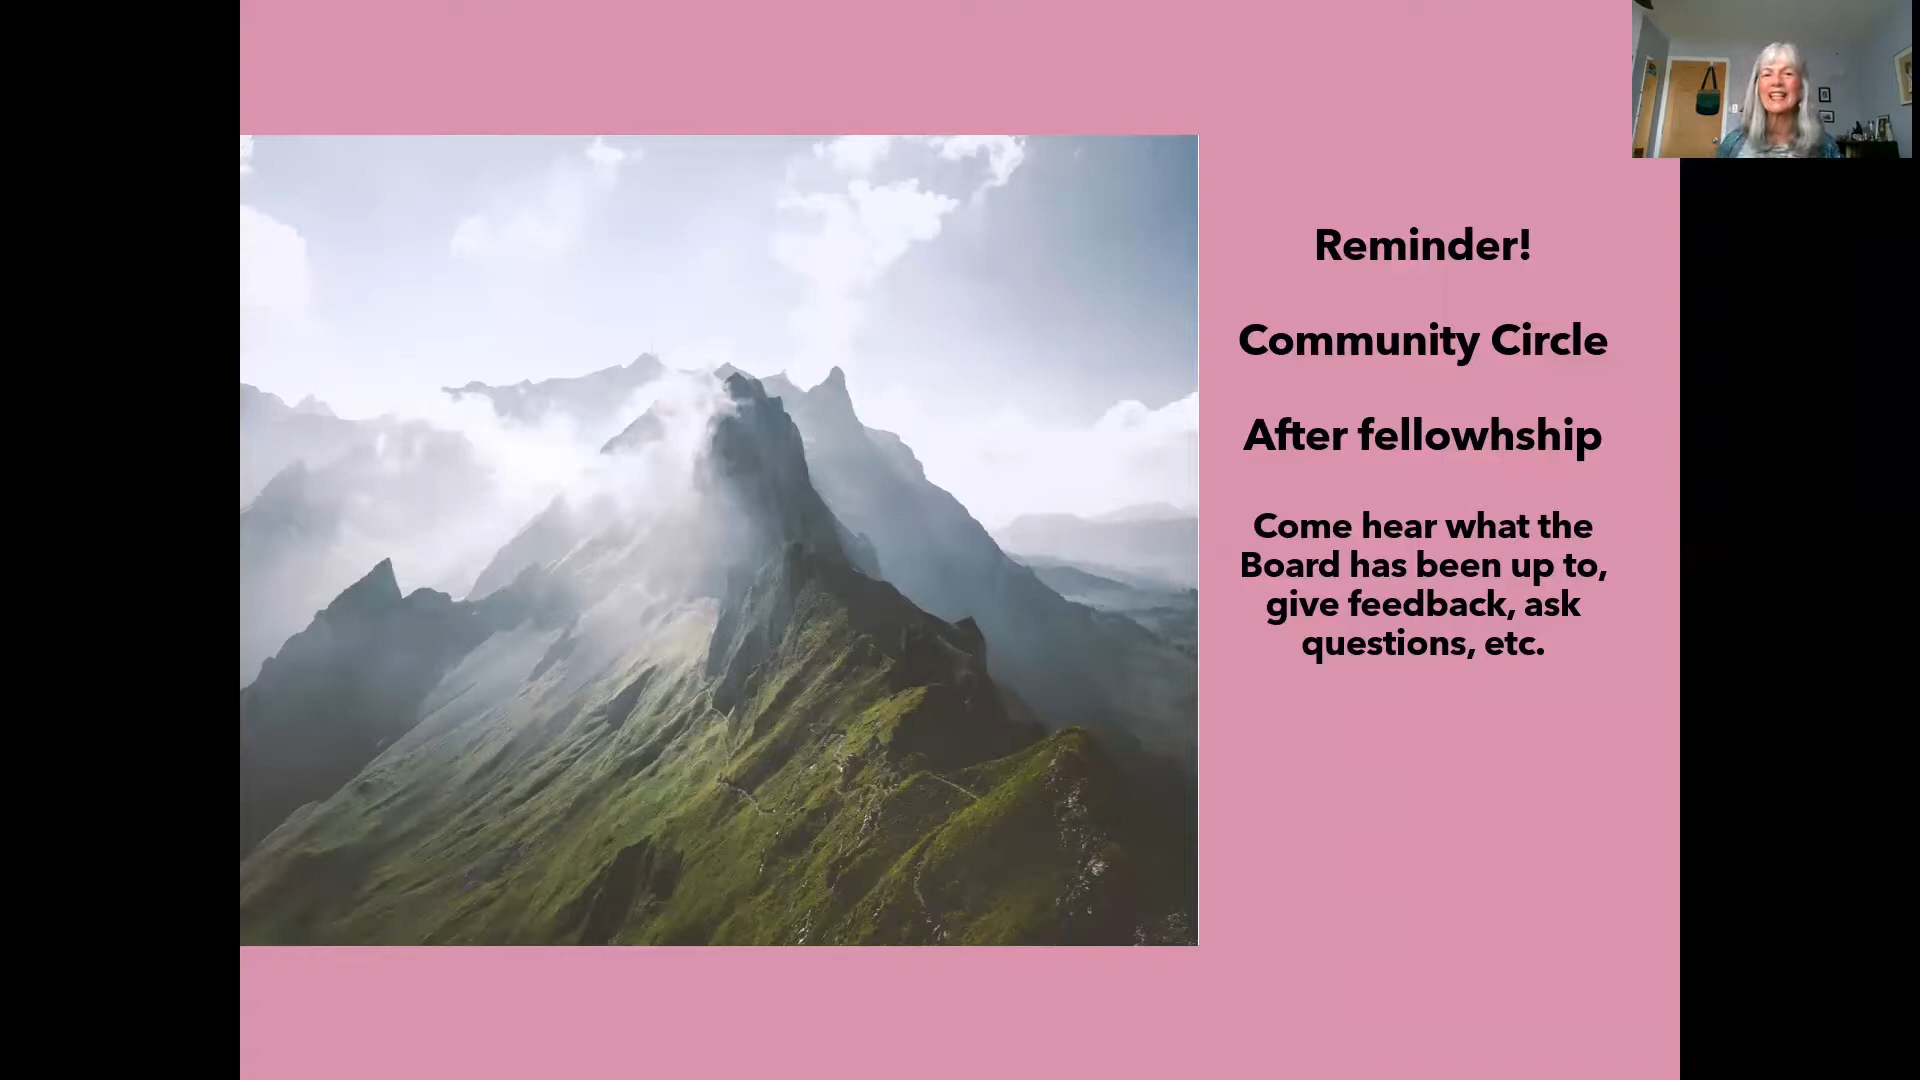 Reminder!
Community Circle
After fellowhship
Come hear what the
Board has been up to,
give feedback, ask
questions, etc.